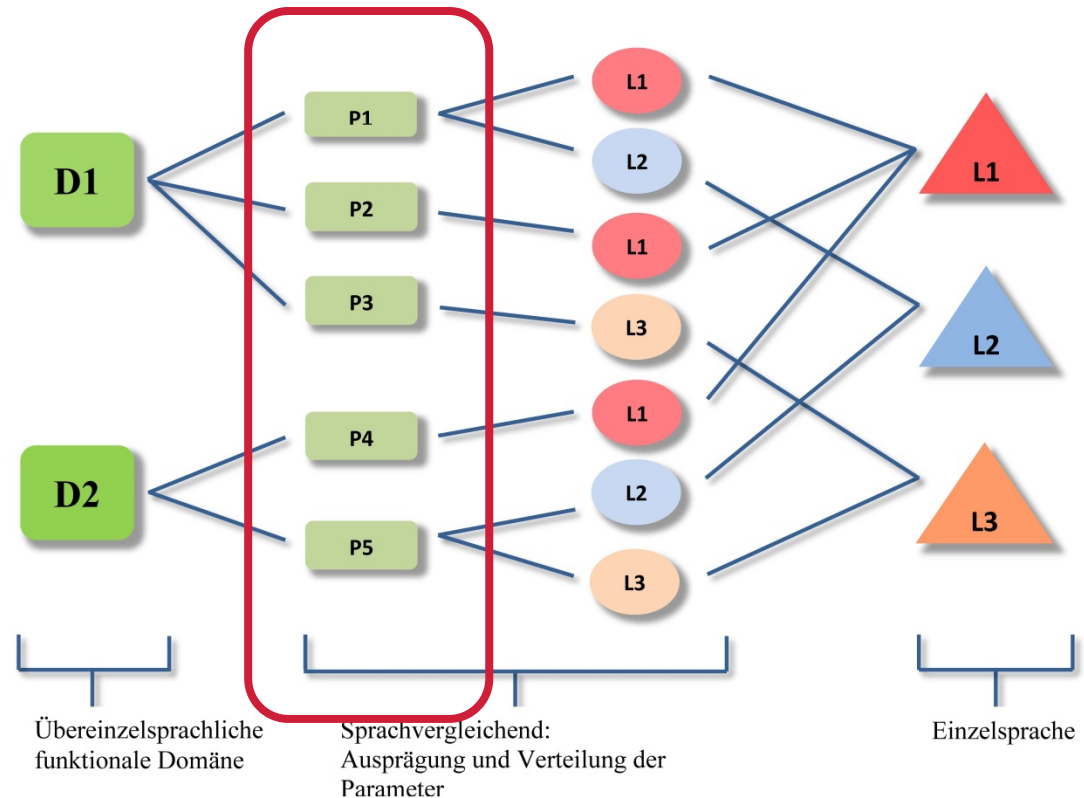 D1
D2
P1
P2
P3
P4
P5
L1
L2
L1
L3
L1
L2
L3
L1
L2
L3
Übereinzelsprachliche
funktionale Domäne
Sprachvergleichend:
Ausprägung und Verteilung der
Parameter
Einzelsprache